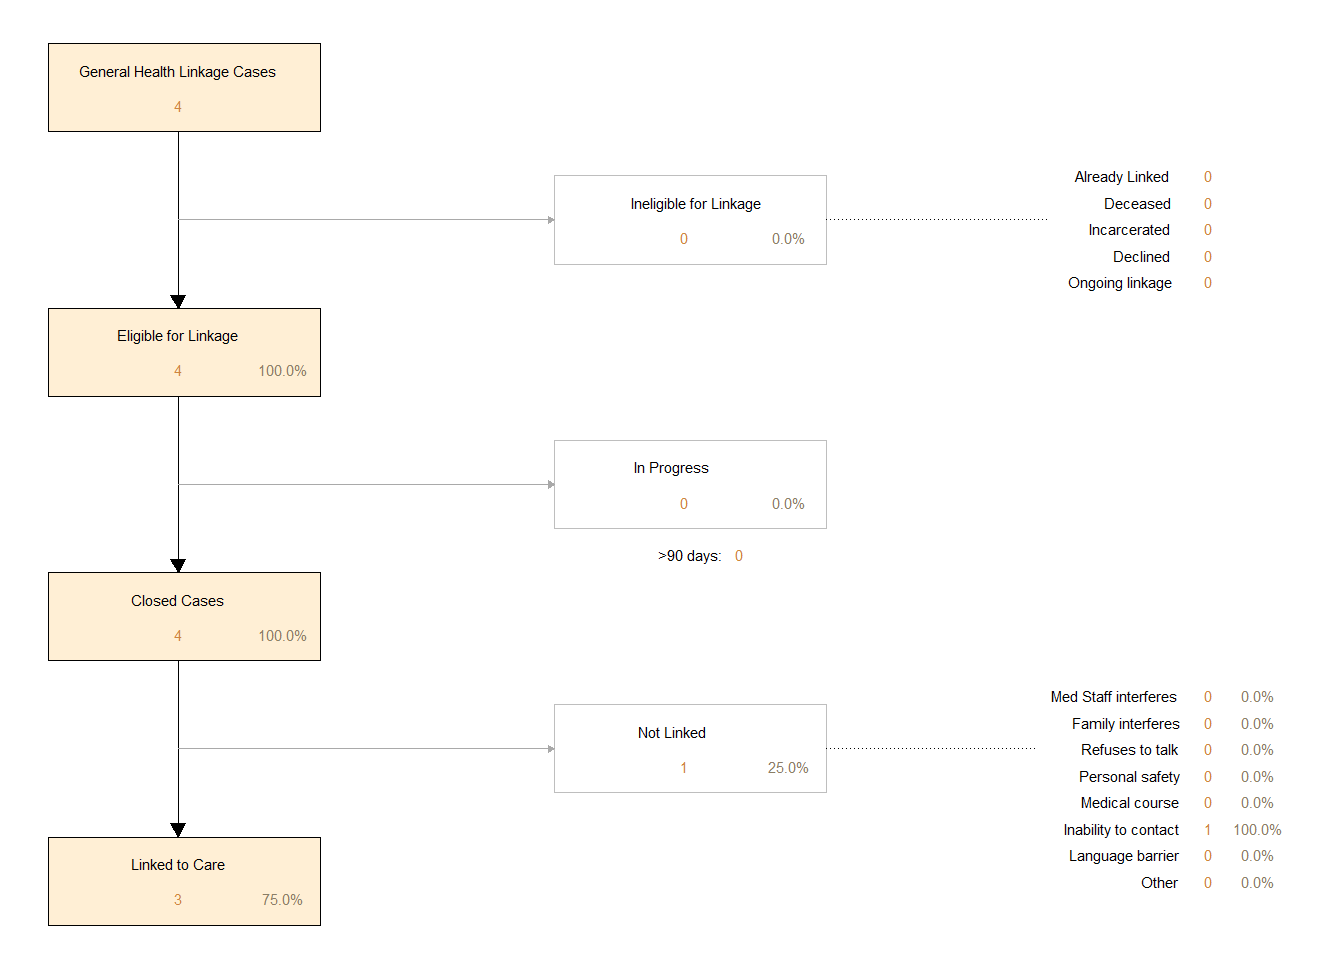 General Health Linkage Cases
4
Ineligible for Linkage
0 0.0%
Already Linked 0
Deceased 0
Incarcerated 0
Declined 0
Ongoing linkage 0
Eligible for Linkage
4 100.0%
In Progress
0 0.0%
>90 days: 0
Closed Cases
4 100.0%
Not Linked
1 25.0%
Med Staff interferes 0 0.0%
Family interferes 0 0.0%
Refuses to talk 0 0.0%
Personal safety 0 0.0%
Medical course 0 0.0%
Inability to contact 1 100.0%
Language barrier 0 0.0%
Other 0 0.0%
Linked to Care
3 75.0%